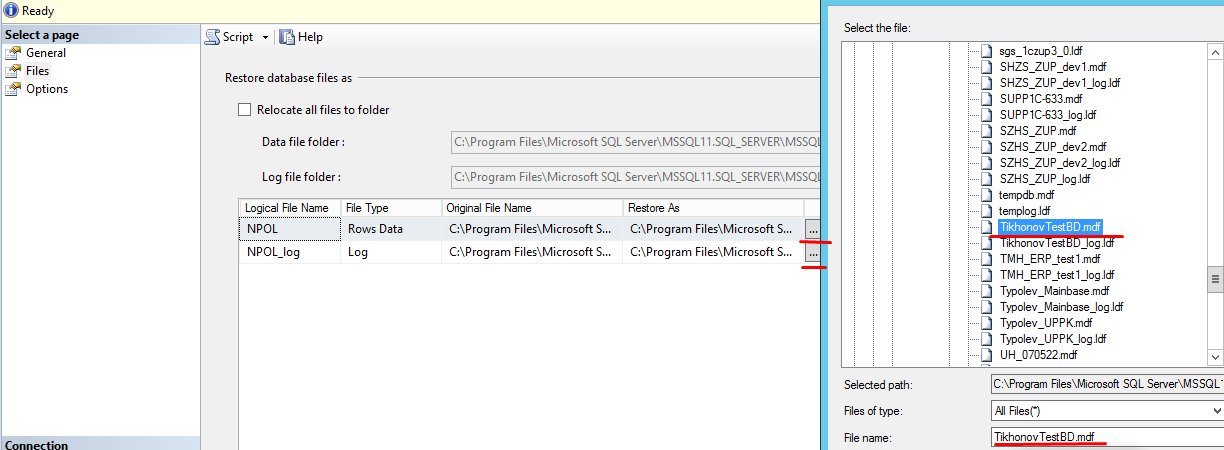 Ready
Select a page
General
Files
Options
Connection
Script
Help
Restore database files as
Relocate all files to folder
Data file folder :
C:\Program Files\Microsoft SQL Server\MSSQL11.SQL_SERVER\MSSQL
Log file folder :
C:\Program Files\Microsoft SQL Server\MSSQL11.SQL_SERVER\MSSQL
Logical File Name File Type Original File Name Restore As
NPOL Rows Data C:\Program Files\Microsoft S... C:\Program Files\Microsoft S... ...
NPOL_log Log C:\Program Files\Microsoft S... C:\Program Files\Microsoft S... ...
Select the file:
sgs_1czup3_0.ldf
SHZS_ZUP_dev1.mdf
SHZS_ZUP_dev1_log.ldf
SUPP1C-633.mdf
SUPP1C-633_log.ldf
SZHS_ZUP.mdf
SZHS_ZUP_dev2.mdf
SZHS_ZUP_dev2_log.ldf
SZHS_ZUP_log.ldf
tempdb.mdf
templog.ldf
TikhonovTestBD.mdf
TikhonovTestBD_log.ldf
TMH_ERP_test1.mdf
TMH_ERP_test1_log.ldf
Typolev_Mainbase.mdf
Typolev_Mainbase_log.ldf
Typolev_UPPK.mdf
Typolev_UPPK_log.ldf
UH_070522.mdf
Selected path: C:\Program Files\Microsoft SQL Server\MSSQL1
Files of type: All Files(*)
File name: TikhonovTestBD.mdf